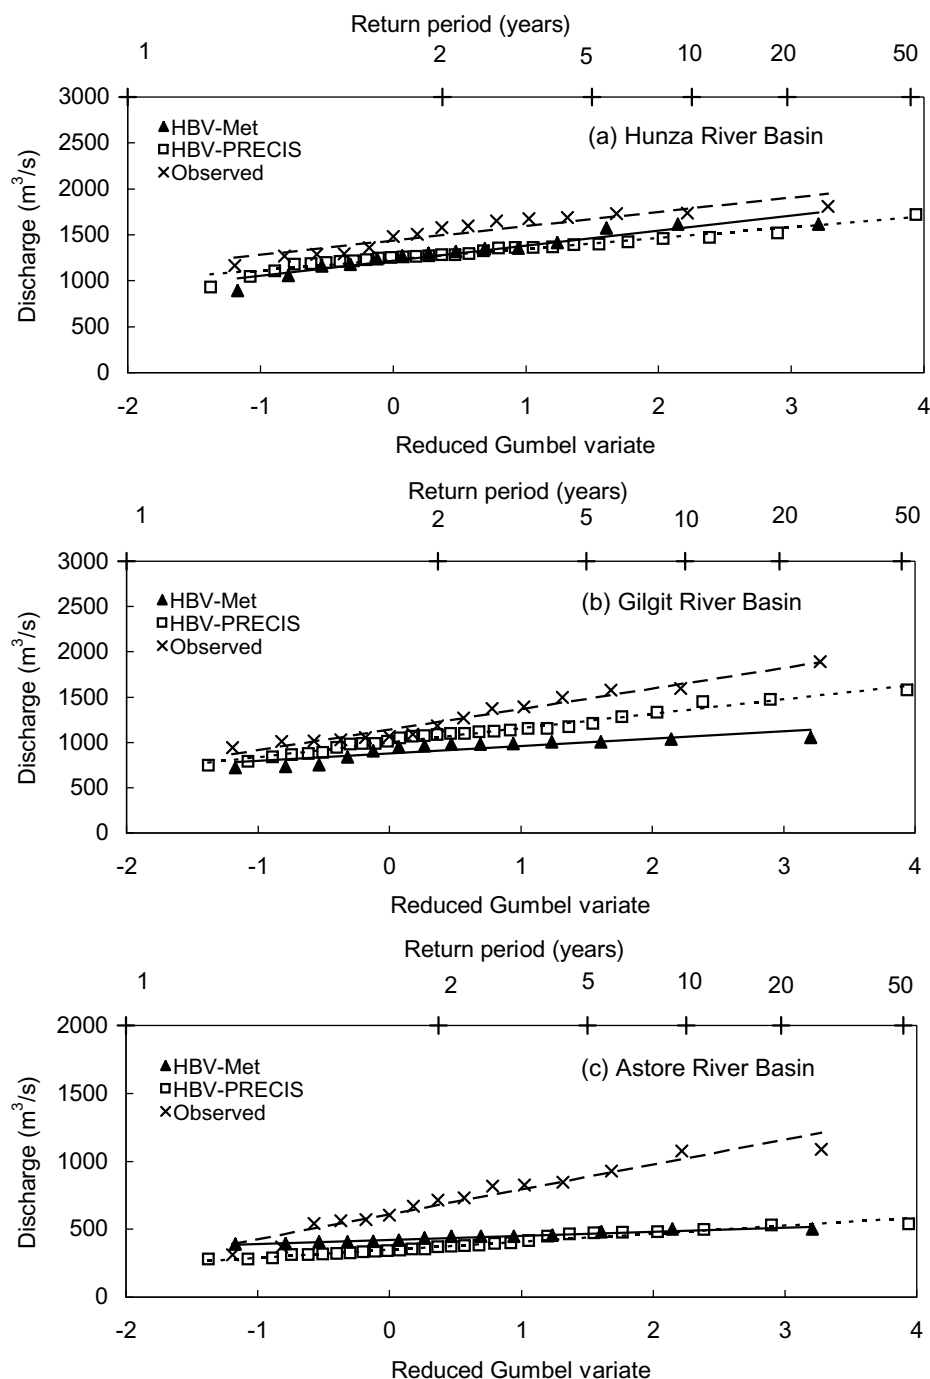 Return period (years)
1 2 5 10 20 50
3000
2500
2000
1500
1000
500
0
Discharge (m³/s)
HBV-Met
HBV-PRECIS
Observed
(a) Hunza River Basin
-2 -1 0 1 2 3 4
Reduced Gumbel variate
Return period (years)
1 2 5 10 20 50
3000
2500
2000
1500
1000
500
0
Discharge (m³/s)
HBV-Met
HBV-PRECIS
Observed
(b) Gilgit River Basin
-2 -1 0 1 2 3 4
Reduced Gumbel variate
Return period (years)
1 2 5 10 20 50
2000
1500
1000
500
0
Discharge (m³/s)
HBV-Met
HBV-PRECIS
Observed
(c) Astore River Basin
-2 -1 0 1 2 3 4
Reduced Gumbel variate